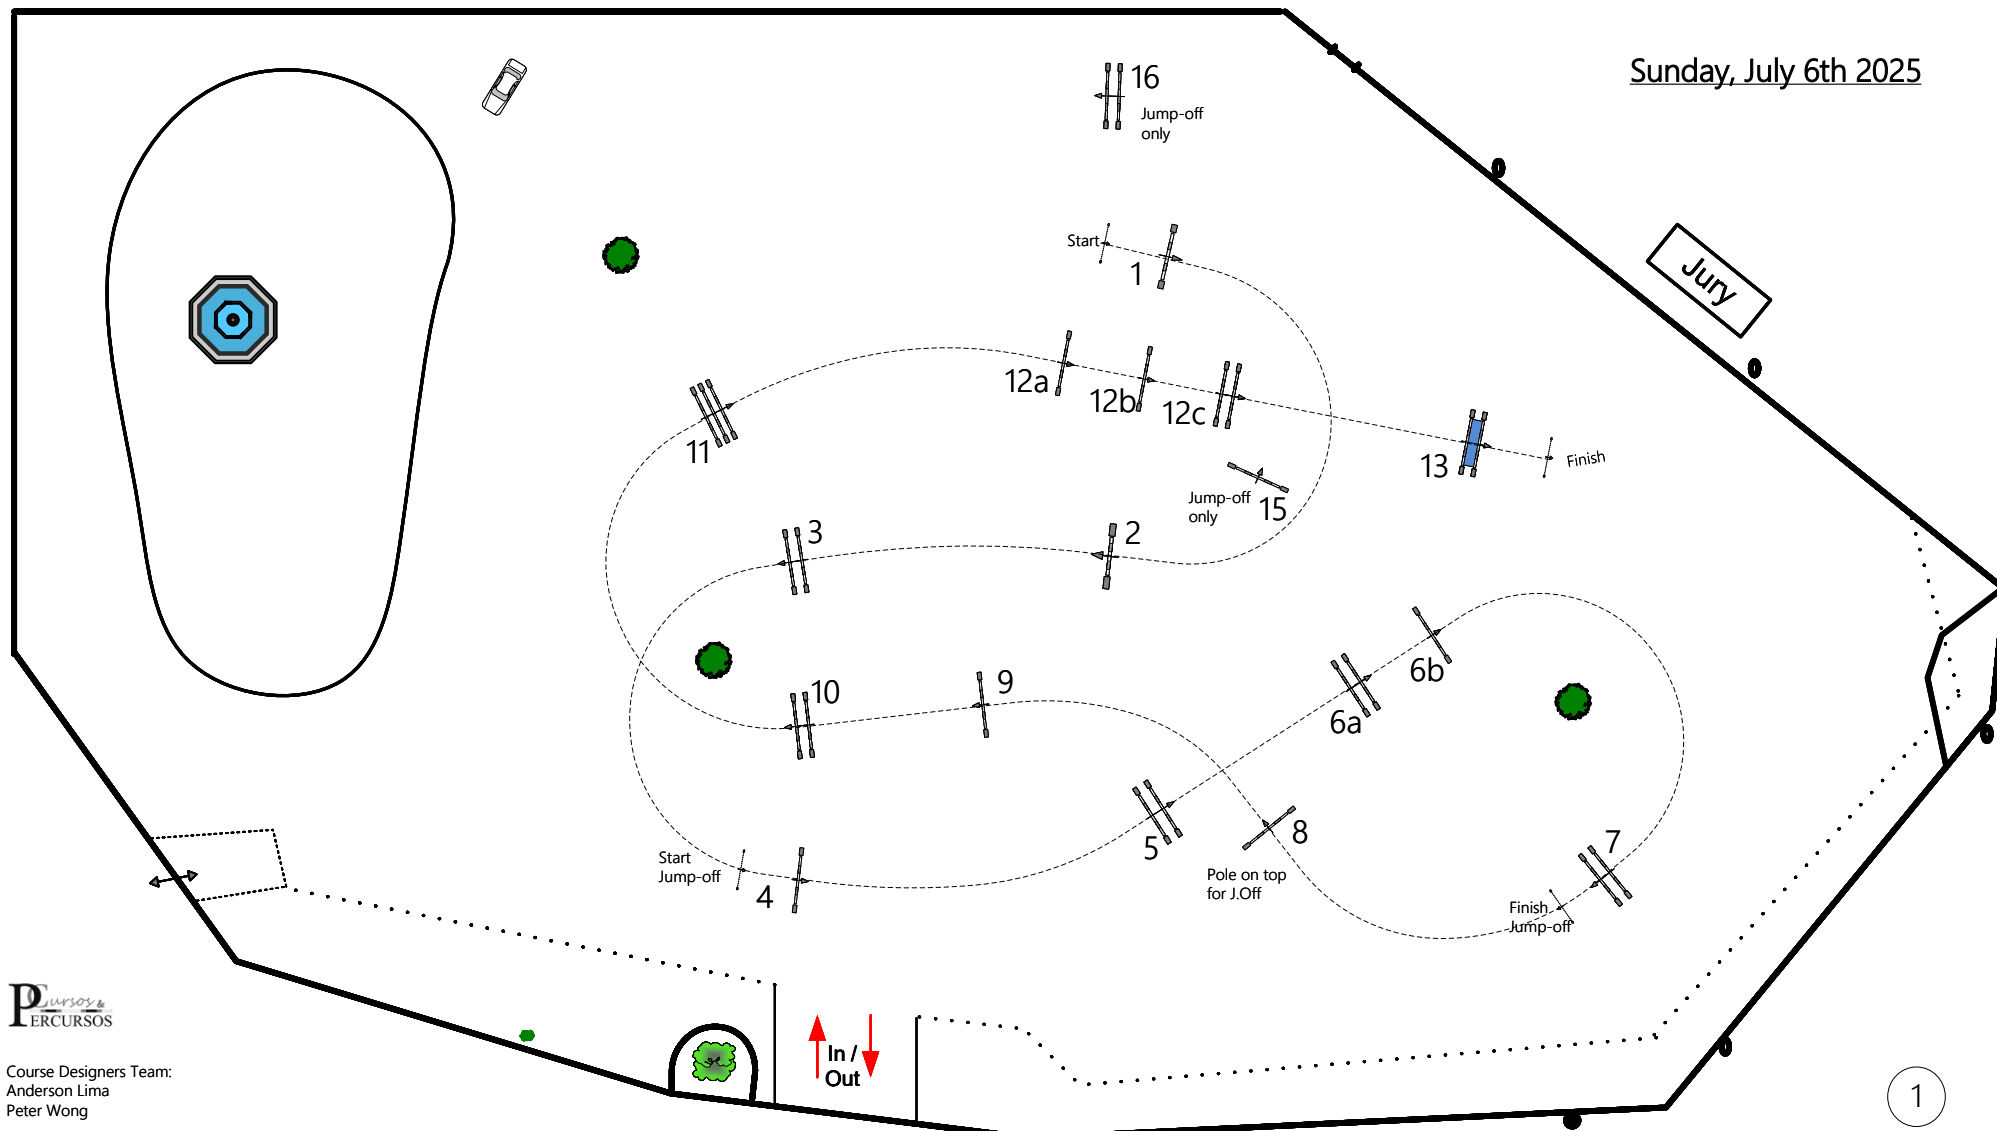 Sunday, July 6th 2025
16
Jump-off
only
Start
1
Jury
12a
12b
12c
11
13
Finish
Jump-off
only
15
3
2
10
9
6b
6a
5
8
7
Pole on top
for J.Off
Start
Jump-off
4
Finish
Jump-off
PCursos &
ERCURSOS
In /
Out
Course Designers Team:
Anderson Lima
Peter Wong
1